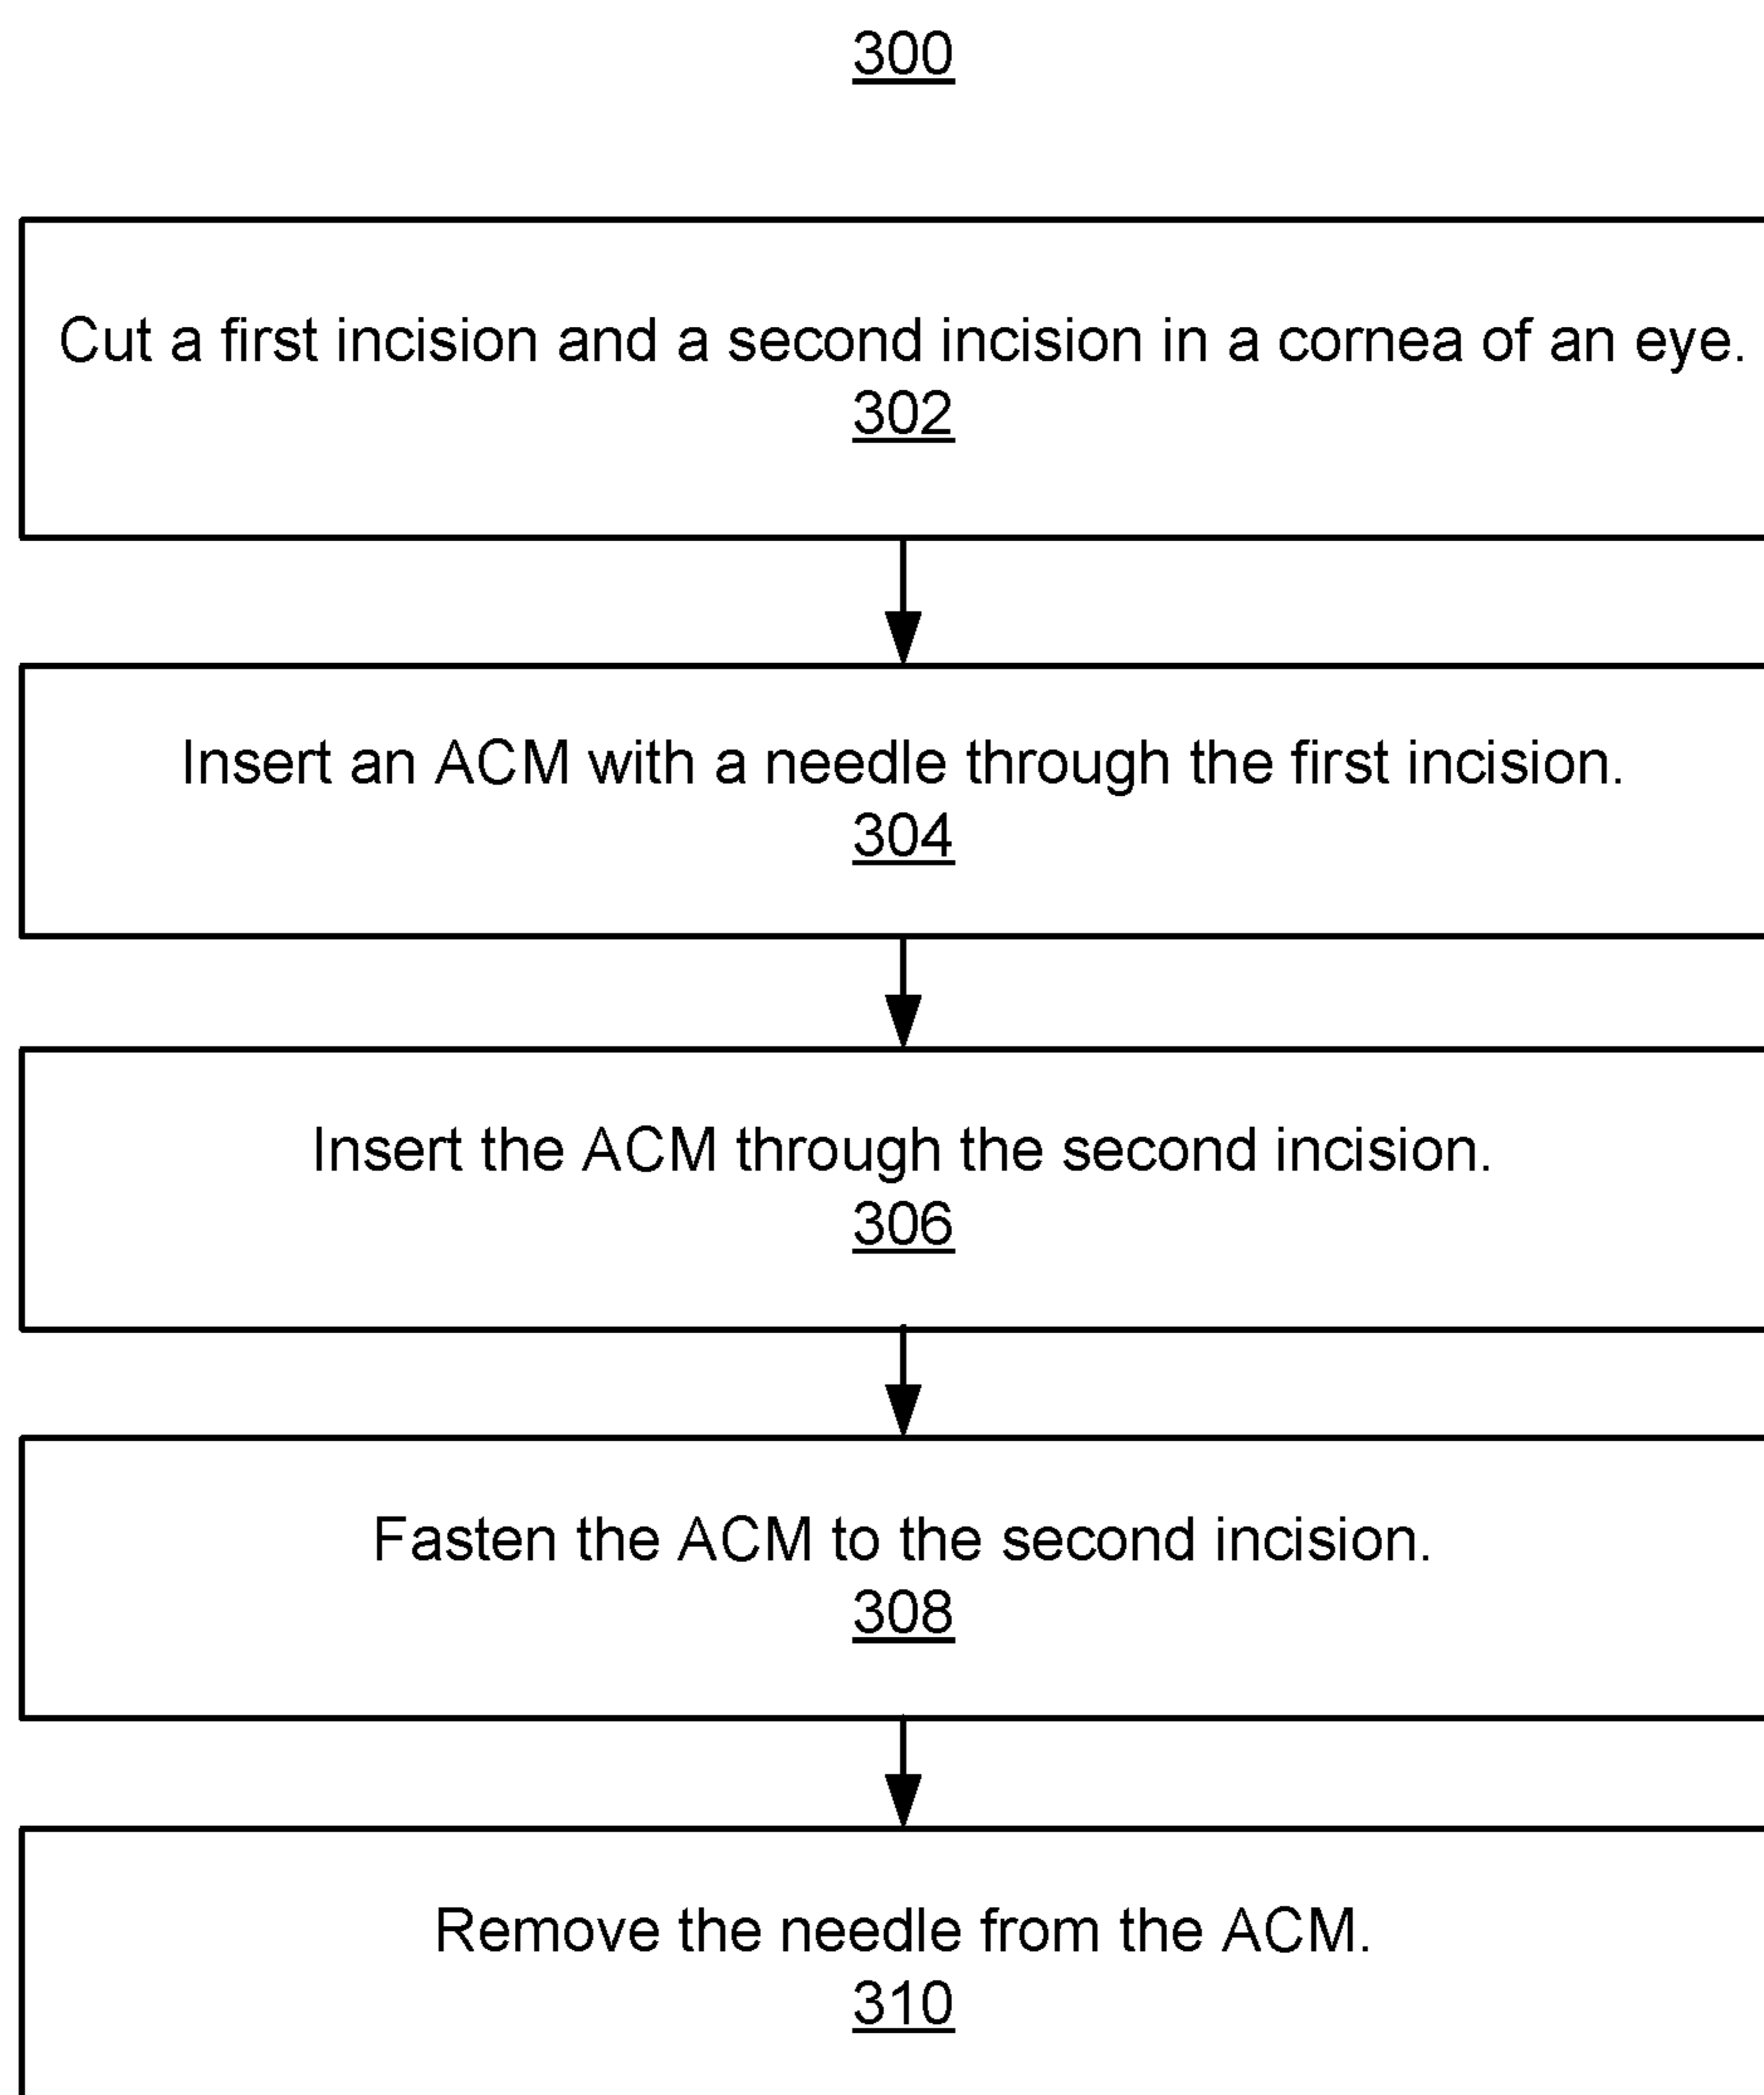 300
Cut a first incision and a second incision in a cornea of an eye.
302
Insert an ACM with a needle through the first incision.
304
Insert the ACM through the second incision.
306
Fasten the ACM to the second incision.
308
Remove the needle from the ACM.
310